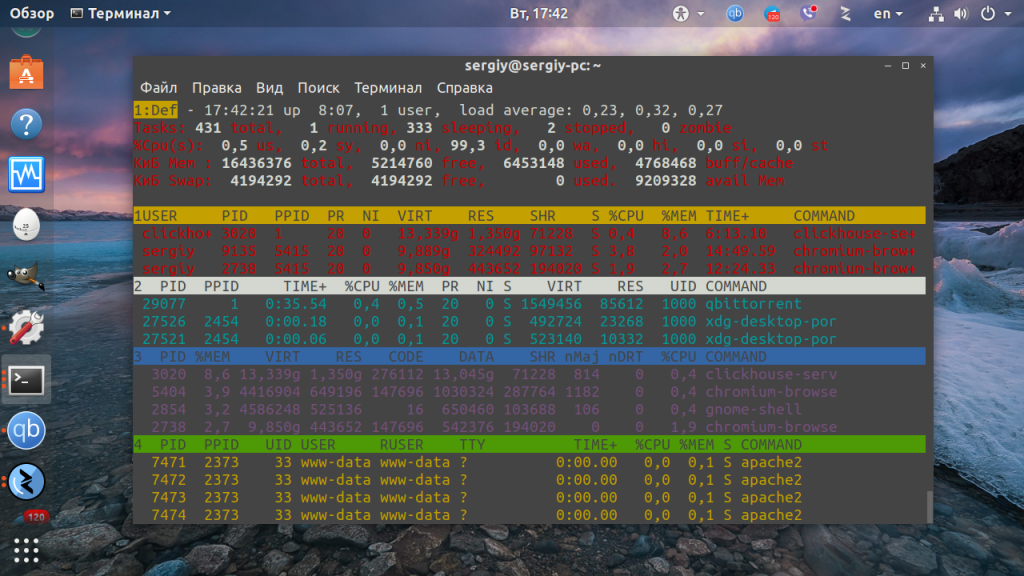 Обзор Терминал Вт, 17:42 120 en
sergiy@sergiy-pc: ~
Файл Правка Вид Поиск Терминал Справка
1:Def - 17:42:21 up 8:07, 1 user, load average: 0,23, 0,32, 0,27
Tasks: 431 total, 1 running, 333 sleeping, 2 stopped, 0 zombie
%Cpu(s): 0,5 us, 0,2 sy, 0,0 ni, 99,3 id, 0,0 wa, 0,0 hi, 0,0 si, 0,0 st
КиБ Mem : 16436376 total, 5214760 free, 6453148 used, 4768468 buff/cache
КиБ Swap: 4194292 total, 4194292 free, 0 used. 9209328 avail Mem
1USER PID PPID PR NI VIRT RES SHR S %CPU %MEM TIME+ COMMAND
clickho+ 3020 1 20 0 13,339g 1,350g 71228 S 0,4 8,6 6:13.10 clickhouse-se+
sergiy 9135 5415 20 0 9,889g 324492 97132 S 3,8 2,0 14:49.59 chromium-brow+
sergiy 2738 5415 20 0 9,850g 443652 194020 S 1,9 2,7 12:24.33 chromium-brow+
2 PID PPID TIME+ %CPU %MEM PR NI S VIRT RES UID COMMAND
29077 1 0:35.54 0,4 0,5 20 0 S 1549456 85612 1000 qbittorrent
27526 2454 0:00.18 0,0 0,1 20 0 S 492724 23268 1000 xdg-desktop-por
27521 2454 0:00.06 0,0 0,1 20 0 S 523140 10332 1000 xdg-desktop-por
3 PID %MEM VIRT RES CODE DATA SHR nMaj nDRT %CPU COMMAND
3020 8,6 13,339g 1,350g 276112 13,045g 71228 814 0 0,4 clickhouse-serv
5404 3,9 4416904 649196 147696 1030324 287764 1182 0 0,4 chromium-browse
2854 3,2 4586248 525136 16 650460 103688 106 0 0,4 gnome-shell
2738 2,7 9,850g 443652 147696 542376 194020 0 0 1,9 chromium-browse
4 PID PPID UID USER RUSER TTY TIME+ %CPU %MEM S COMMAND
7471 2373 33 www-data www-data ? 0:00.00 0,0 0,1 S apache2
7472 2373 33 www-data www-data ? 0:00.00 0,0 0,1 S apache2
7473 2373 33 www-data www-data ? 0:00.00 0,0 0,1 S apache2
7474 2373 33 www-data www-data ? 0:00.00 0,0 0,1 S apache2
qb
120